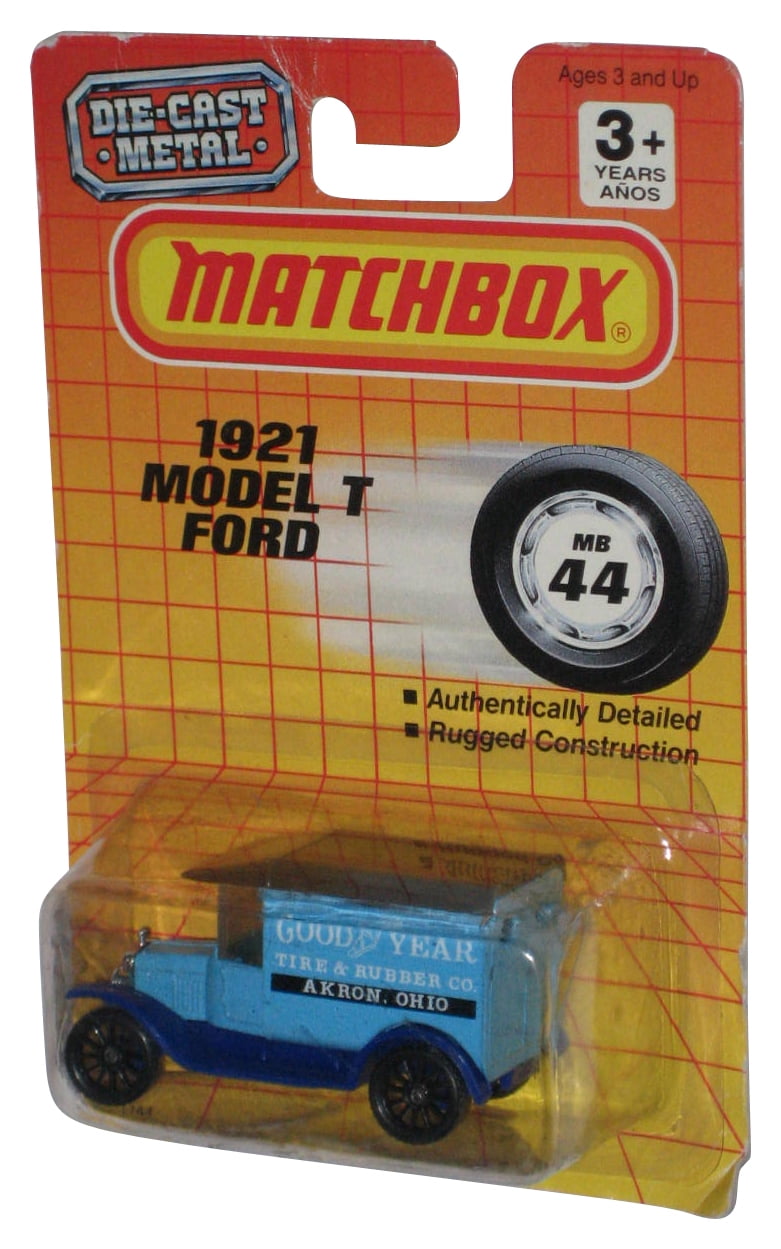 DIE-CAST
•METAL•
Ages 3 and Up
3+
YEARS
AÑOS
MATCHBOX®
1921
MODEL T
FORD
MB
44
■ Authentically Detailed
■ Rugged Construction
GOOD YEAR
TIRE & RUBBER CO.
AKRON, OHIO